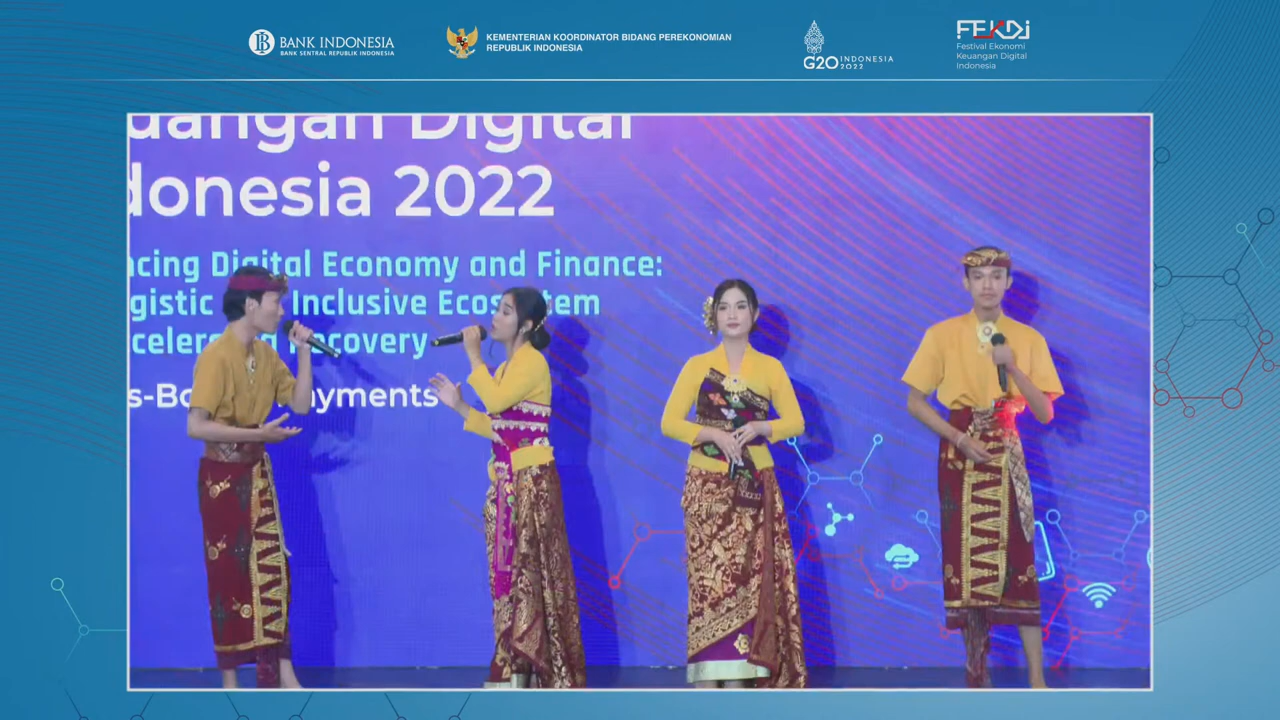 BANK INDONESIA
BANK SENTRAL REPUBLIK INDONESIA
KEMENTERIAN KOORDINATOR BIDANG PEREKONOMIAN
REPUBLIK INDONESIA
G20 INDONESIA
2022
FEKDi
Festival Ekonomi
Keuangan Digital
Indonesia
uangan Digital
donesia 2022
ncing Digital Economy and Finance:
gistic Inclusive Ecosystem
celera Recovery
s-Bo ayments